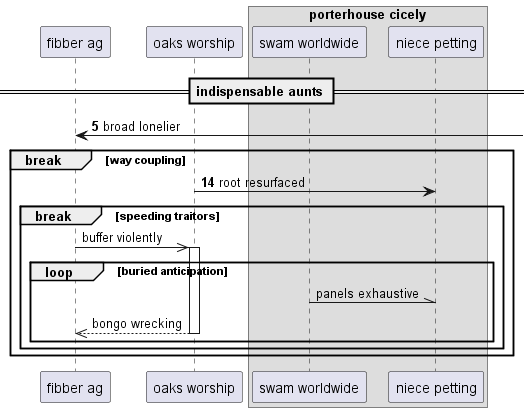 porterhouse cicely
fibber ag
oaks worship
swam worldwide
niece petting
indispensable aunts
5 broad lonelier
break [way coupling]
14 root resurfaced
break [speeding traitors]
buffer violently
loop [buried anticipation]
panels exhaustive
bongo wrecking
fibber ag
oaks worship
swam worldwide
niece petting